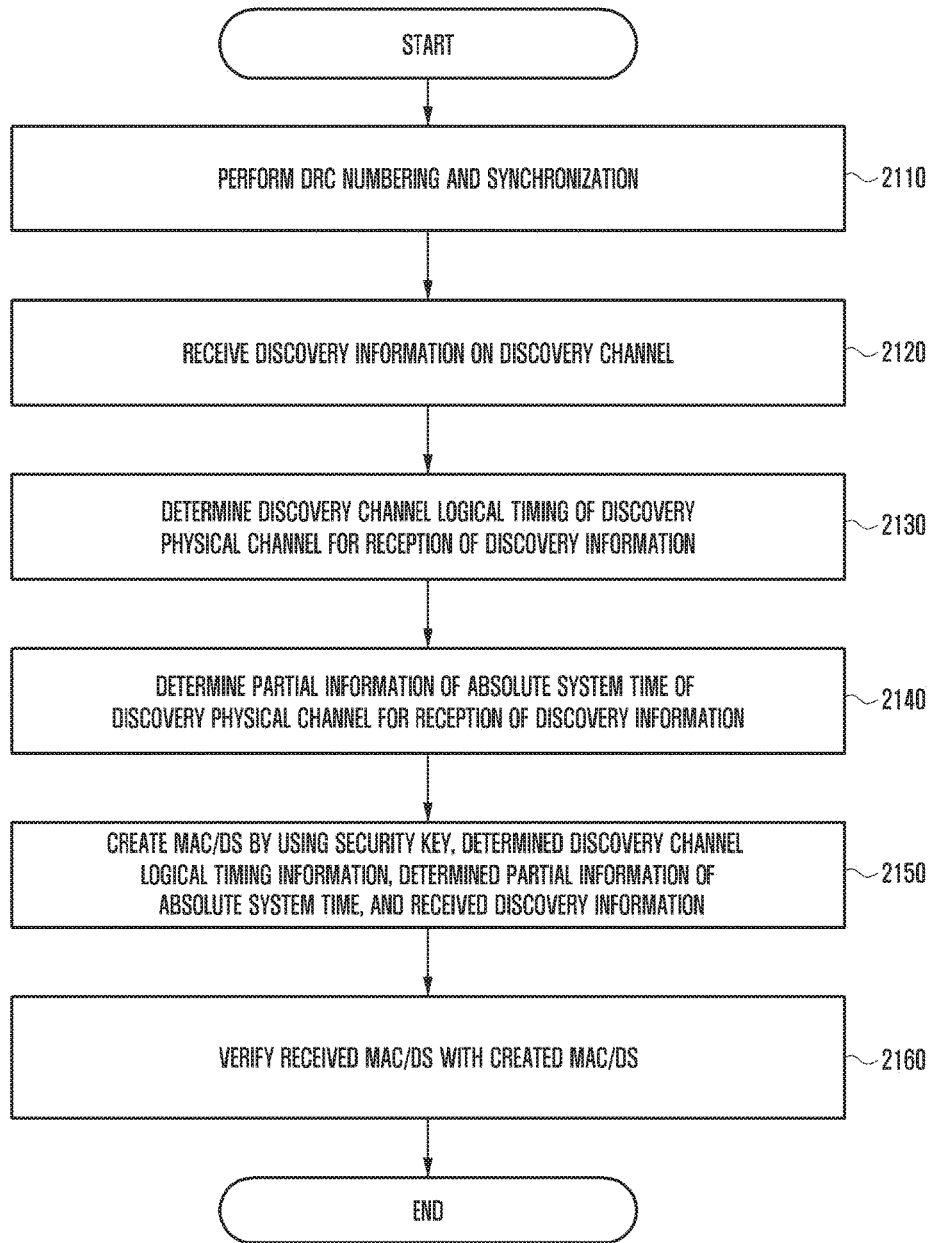 START
PERFORM DRC NUMBERING AND SYNCHRONIZATION
2110
RECEIVE DISCOVERY INFORMATION ON DISCOVERY CHANNEL
2120
DETERMINE DISCOVERY CHANNEL LOGICAL TIMING OF DISCOVERY
PHYSICAL CHANNEL FOR RECEPTION OF DISCOVERY INFORMATION
2130
DETERMINE PARTIAL INFORMATION OF ABSOLUTE SYSTEM TIME OF
DISCOVERY PHYSICAL CHANNEL FOR RECEPTION OF DISCOVERY INFORMATION
2140
CREATE MAC/DS BY USING SECURITY KEY, DETERMINED DISCOVERY CHANNEL
LOGICAL TIMING INFORMATION, DETERMINED PARTIAL INFORMATION OF
ABSOLUTE SYSTEM TIME, AND RECEIVED DISCOVERY INFORMATION
2150
VERIFY RECEIVED MAC/DS WITH CREATED MAC/DS
2160
END